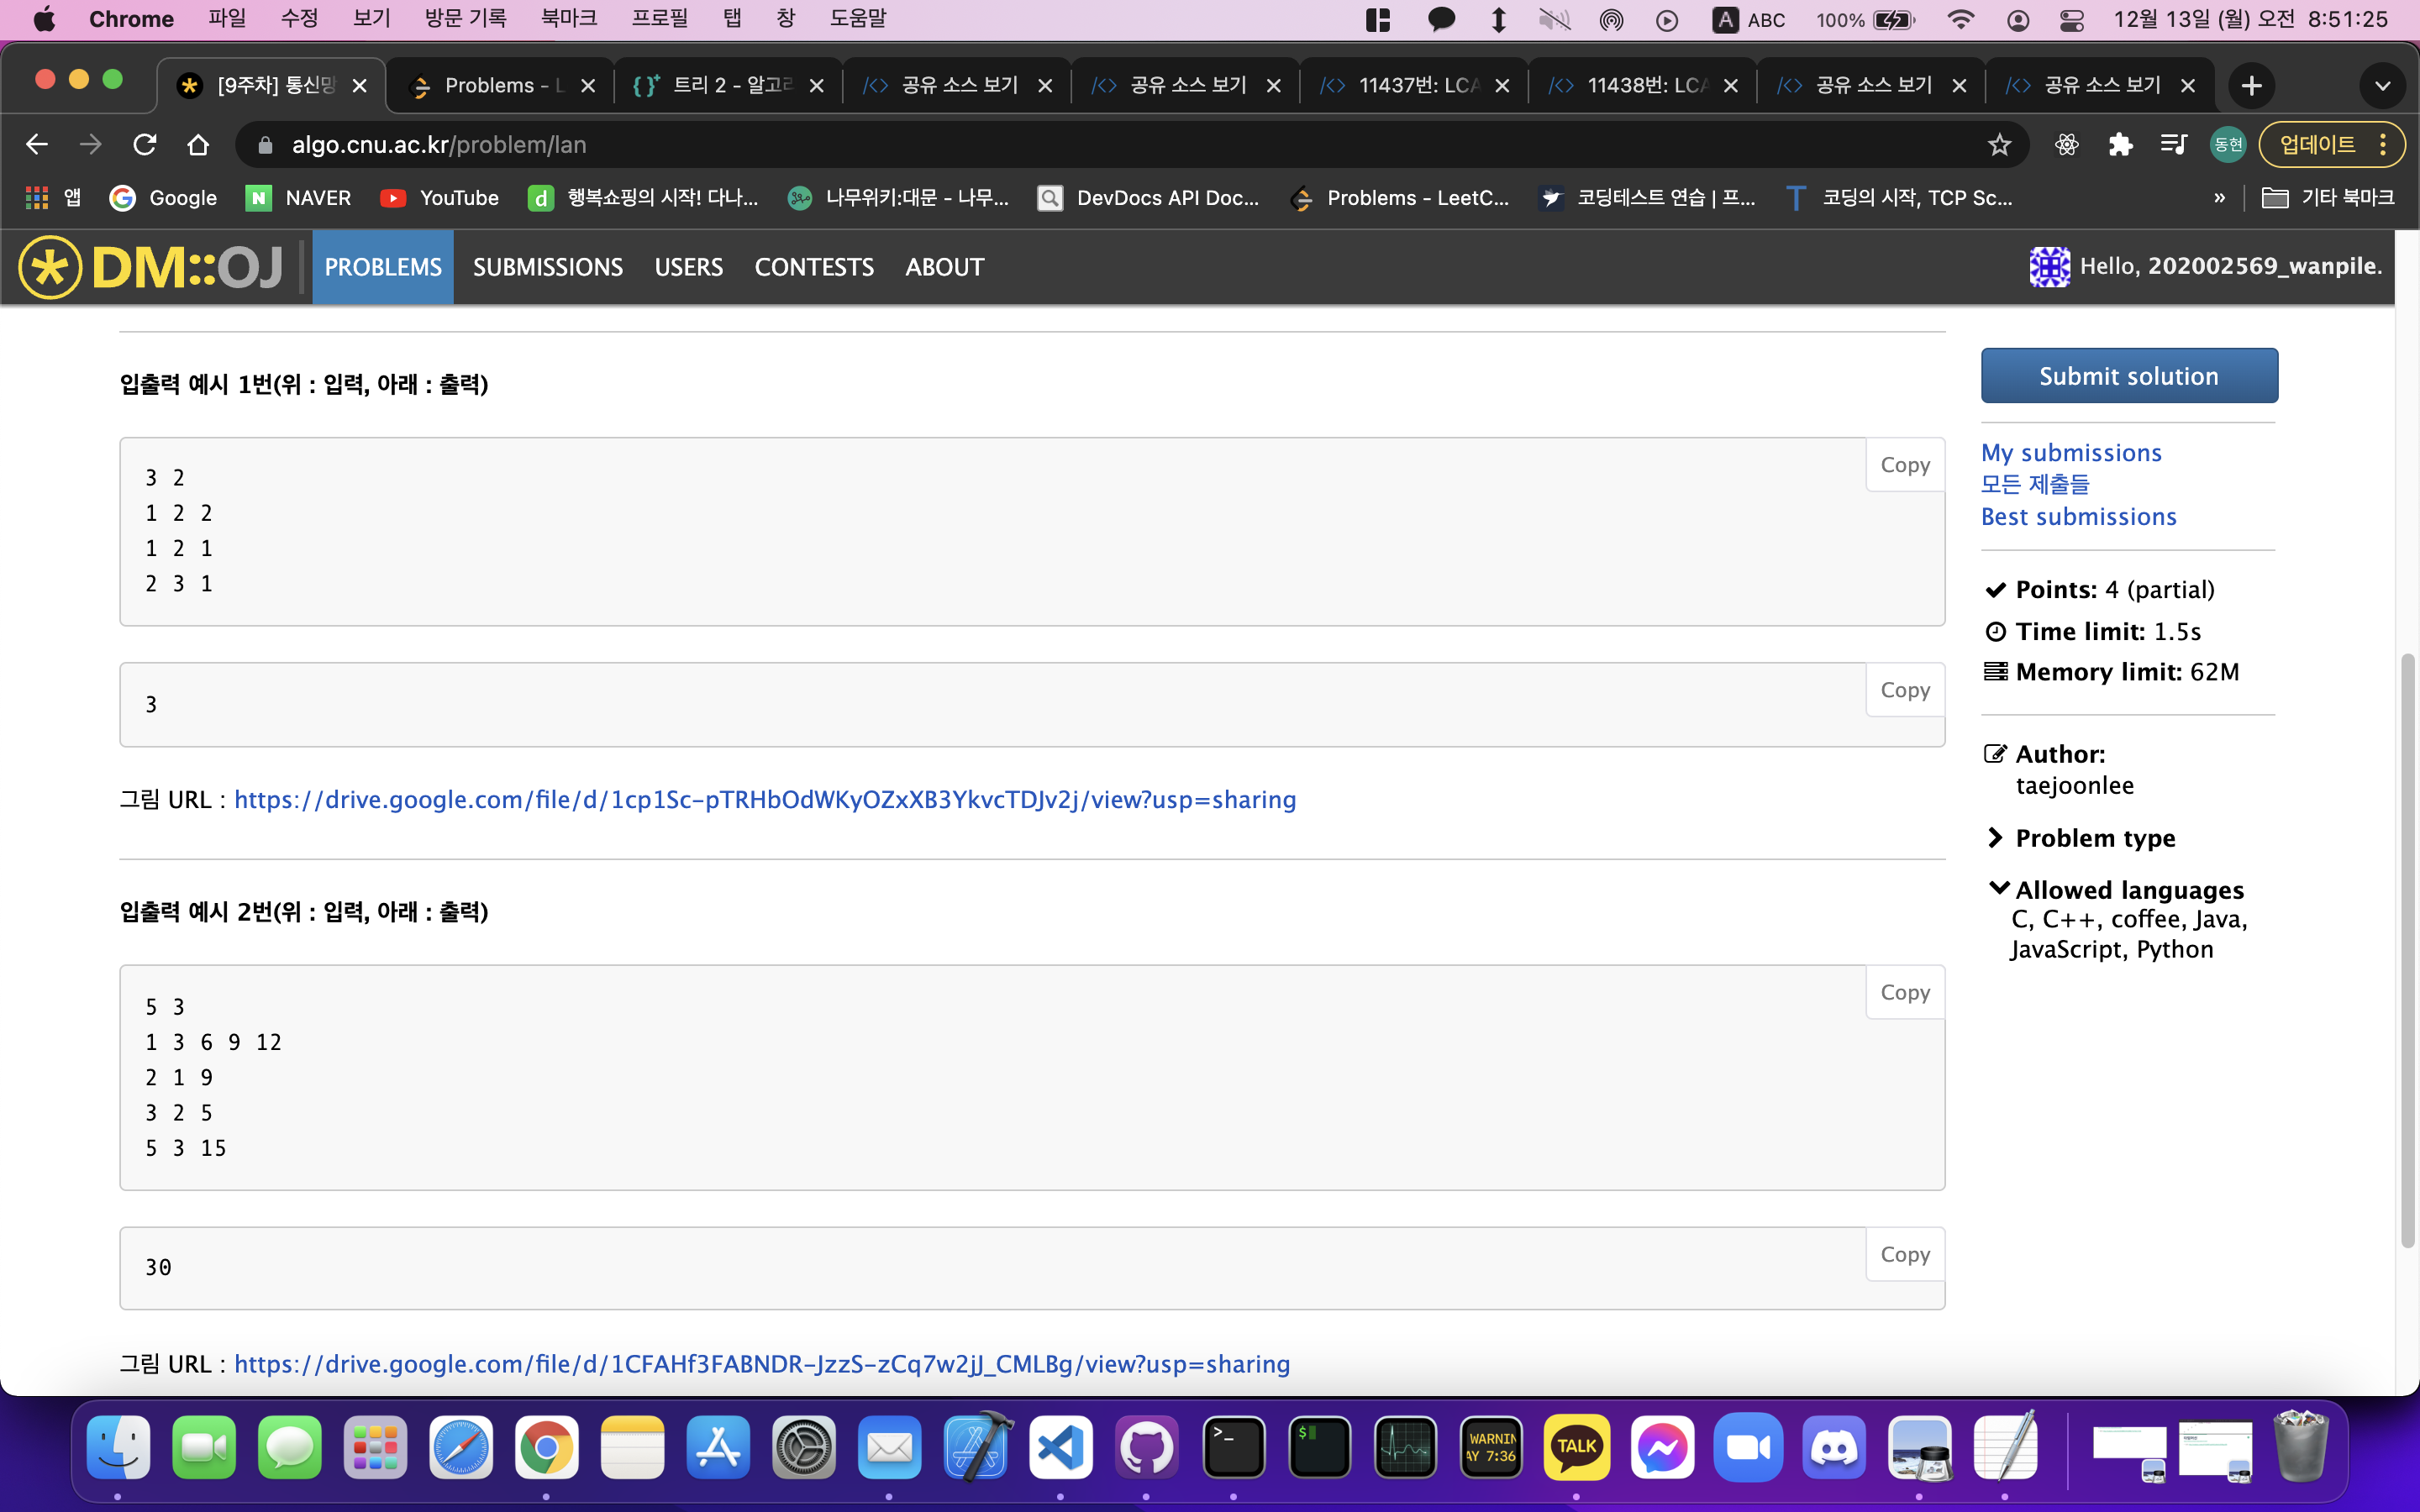 Chrome 파일 수정 보기 방문 기록 북마크 프로필 탭 창 도움말 A ABC 100% 12월 13일 (월) 오전 8:51:25
[9주차] 통신망 Problems - L 트리 2 - 알고리 공유 소스 보기 공유 소스 보기 11437번: LCA 11438번: LCA 공유 소스 보기 공유 소스 보기
algo.cnu.ac.kr/problem/lan 동현 업데이트
앱 Google NAVER YouTube 행복쇼핑의 시작! 다나... 나무위키:대문 - 나무... DevDocs API Doc... Problems - LeetC... 코딩테스트 연습 | 프... 코딩의 시작, TCP Sc... » 기타 북마크
DM::OJ PROBLEMS SUBMISSIONS USERS CONTESTS ABOUT Hello, 202002569_wanpile.
입출력 예시 1번(위 : 입력, 아래 : 출력)
Copy
3 2
1 2 2
1 2 1
2 3 1
Copy
3
그림 URL : https://drive.google.com/file/d/1cp1Sc-pTRHbOdWKyOZxXB3YkvcTDJv2j/view?usp=sharing
입출력 예시 2번(위 : 입력, 아래 : 출력)
Copy
5 3
1 3 6 9 12
2 1 9
3 2 5
5 3 15
Copy
30
그림 URL : https://drive.google.com/file/d/1CFAHf3FABNDR-JzzS-zCq7w2jJ_CMLBg/view?usp=sharing
Submit solution
My submissions
모든 제출들
Best submissions
Points: 4 (partial)
Time limit: 1.5s
Memory limit: 62M
Author:
taejoonlee
Problem type
Allowed languages
C, C++, coffee, Java,
JavaScript, Python
WARNIN
AY 7:36
TALK